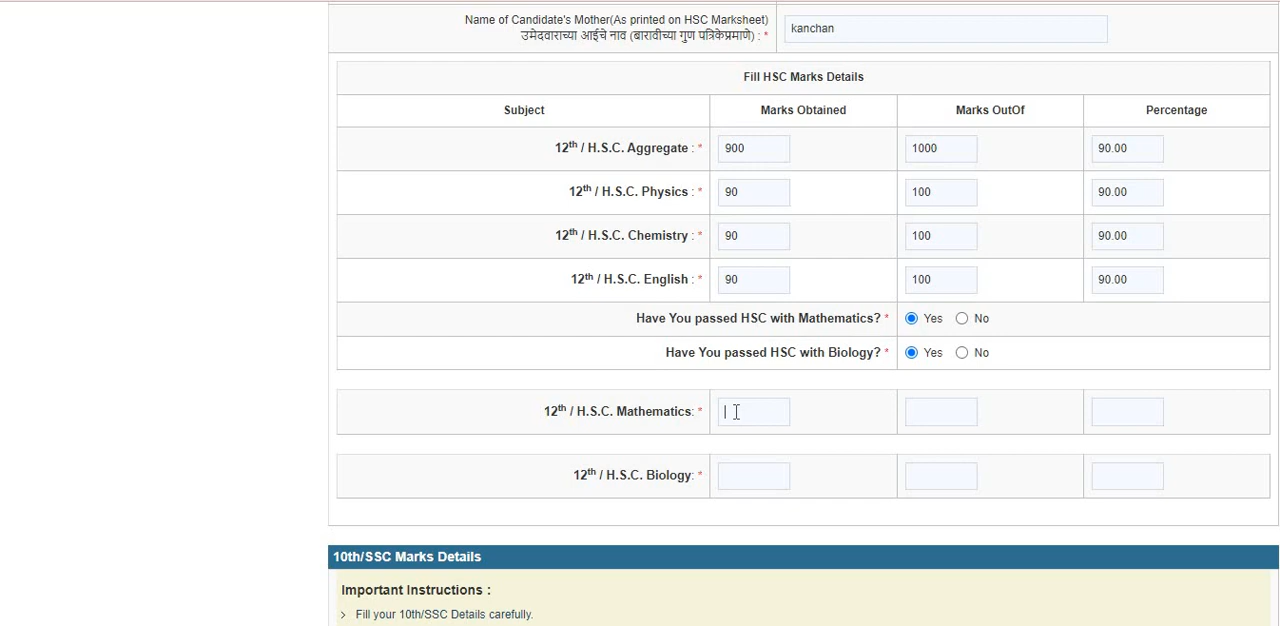 Name of Candidate's Mother(As printed on HSC Marksheet)
उमेदवाराच्या आईचे नाव (बारावीच्या गुण पत्रिकेप्रमाणे) : *
kanchan
Fill HSC Marks Details
Subject Marks Obtained Marks OutOf Percentage
12th / H.S.C. Aggregate : * 900 1000 90.00
12th / H.S.C. Physics : * 90 100 90.00
12th / H.S.C. Chemistry : * 90 100 90.00
12th / H.S.C. English : * 90 100 90.00
Have You passed HSC with Mathematics? * Yes No
Have You passed HSC with Biology? * Yes No
12th / H.S.C. Mathematics: *
12th / H.S.C. Biology: *
10th/SSC Marks Details
Important Instructions :
> Fill your 10th/SSC Details carefully.